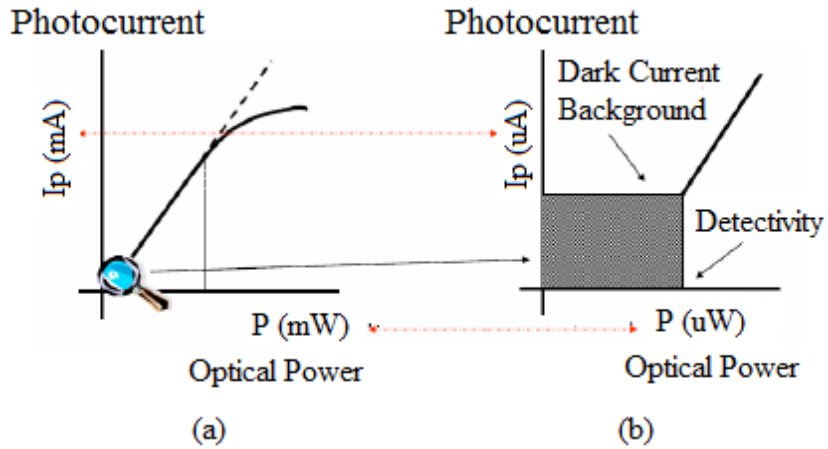 Photocurrent
Ip (mA)
P (mW)
Optical Power
(a)
Photocurrent
Dark Current
Background
Ip (uA)
Detectivity
P (uW)
Optical Power
(b)